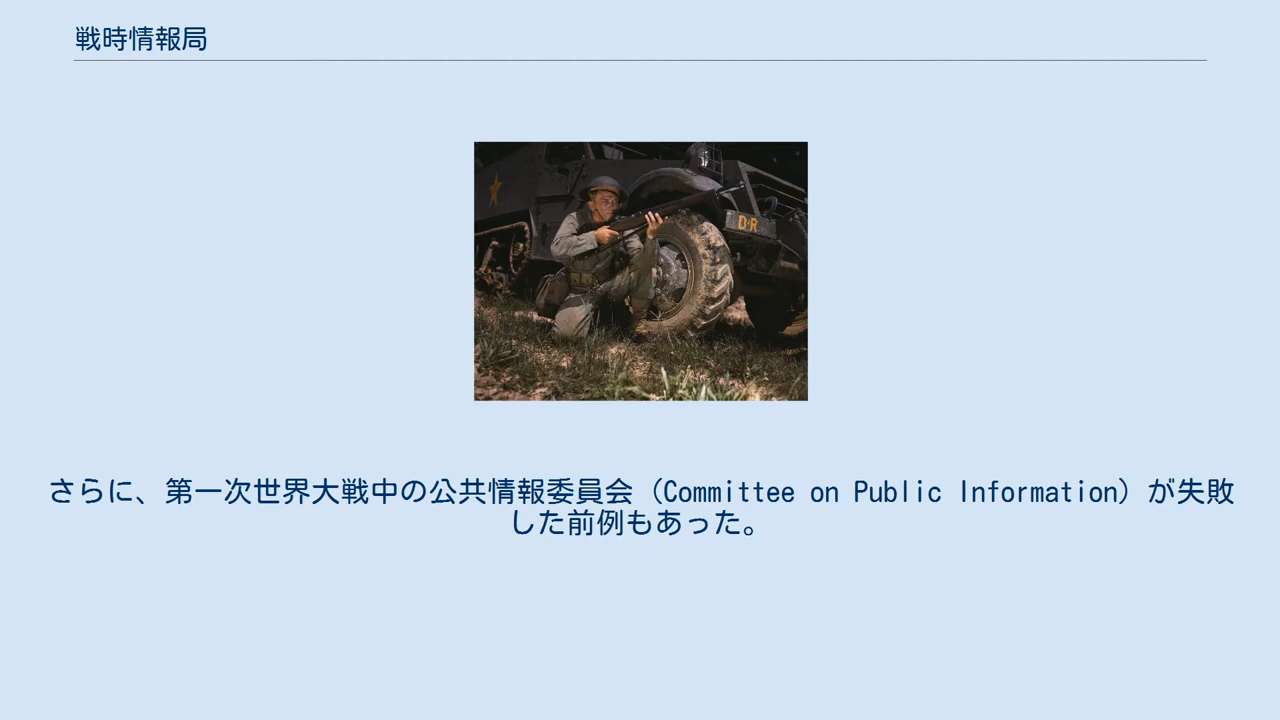 戦時情報局
D R
さらに、第一次世界大戦中の公共情報委員会（Committee on Public Information）が失敗
した前例もあった。